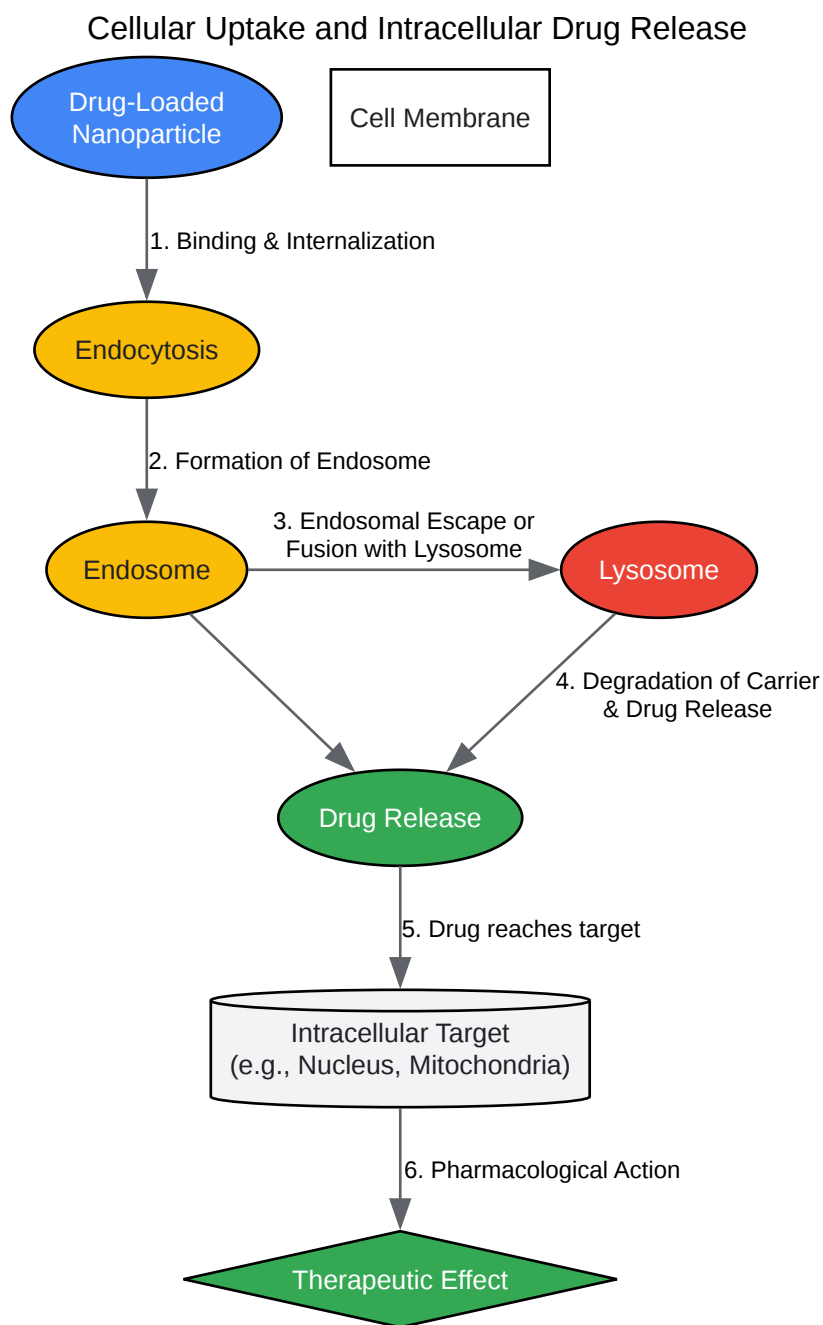 Cellular Uptake and Intracellular Drug Release
Drug-Loaded
Nanoparticle
Cell Membrane
1. Binding & Internalization
Endocytosis
2. Formation of Endosome
3. Endosomal Escape or
Fusion with Lysosome
Endosome
Lysosome
4. Degradation of Carrier
& Drug Release
Drug Release
5. Drug reaches target
Intracellular Target
(e.g., Nucleus, Mitochondria)
6. Pharmacological Action
Therapeutic Effect